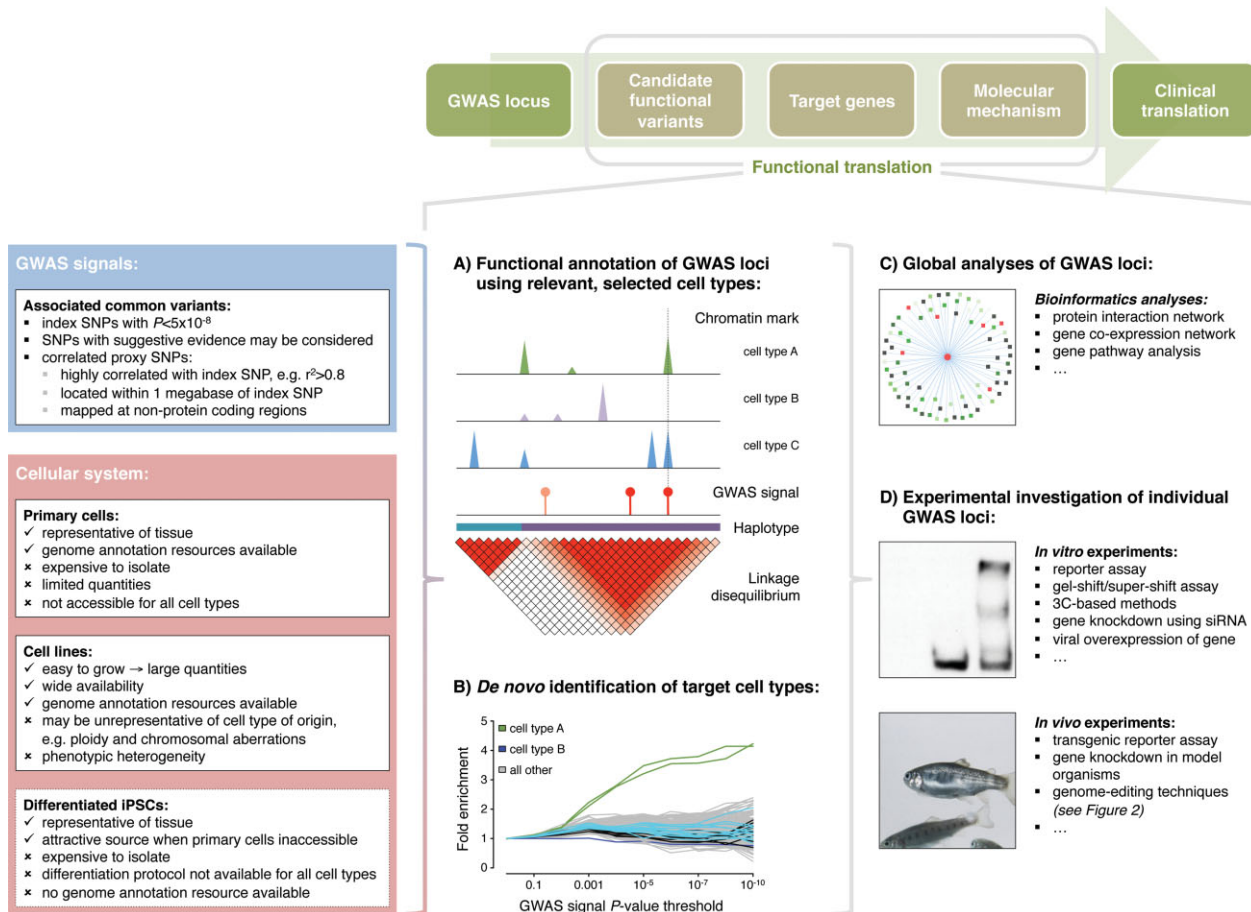 GWAS locus
Candidate
functional
variants
Target genes
Molecular
mechanism
Clinical
translation
Functional translation
GWAS signals:
Associated common variants:
▪ index SNPs with P<5x10⁻⁸
▪ SNPs with suggestive evidence may be considered
▪ correlated proxy SNPs:
▪ highly correlated with index SNP, e.g. r²>0.8
▪ located within 1 megabase of index SNP
▪ mapped at non-protein coding regions
Cellular system:
Primary cells:
✓ representative of tissue
✓ genome annotation resources available
× expensive to isolate
× limited quantities
× not accessible for all cell types
Cell lines:
✓ easy to grow → large quantities
✓ wide availability
✓ genome annotation resources available
× may be unrepresentative of cell type of origin,
e.g. ploidy and chromosomal aberrations
× phenotypic heterogeneity
Differentiated iPSCs:
✓ representative of tissue
✓ attractive source when primary cells inaccessible
× expensive to isolate
× differentiation protocol not available for all cell types
× no genome annotation resource available
A) Functional annotation of GWAS loci
using relevant, selected cell types:
Chromatin mark
cell type A
cell type B
cell type C
GWAS signal
Haplotype
Linkage
disequilibrium
B) De novo identification of target cell types:
Fold enrichment
5
4
3
2
1
0
cell type A
cell type B
all other
0.1
0.001
10⁻⁵
10⁻⁷
10⁻¹⁰
GWAS signal P-value threshold
C) Global analyses of GWAS loci:
Bioinformatics analyses:
▪ protein interaction network
▪ gene co-expression network
▪ gene pathway analysis
▪ ...
D) Experimental investigation of individual
GWAS loci:
In vitro experiments:
▪ reporter assay
▪ gel-shift/super-shift assay
▪ 3C-based methods
▪ gene knockdown using siRNA
▪ viral overexpression of gene
▪ ...
In vivo experiments:
▪ transgenic reporter assay
▪ gene knockdown in model
organisms
▪ genome-editing techniques
(see Figure 2)
▪ ...